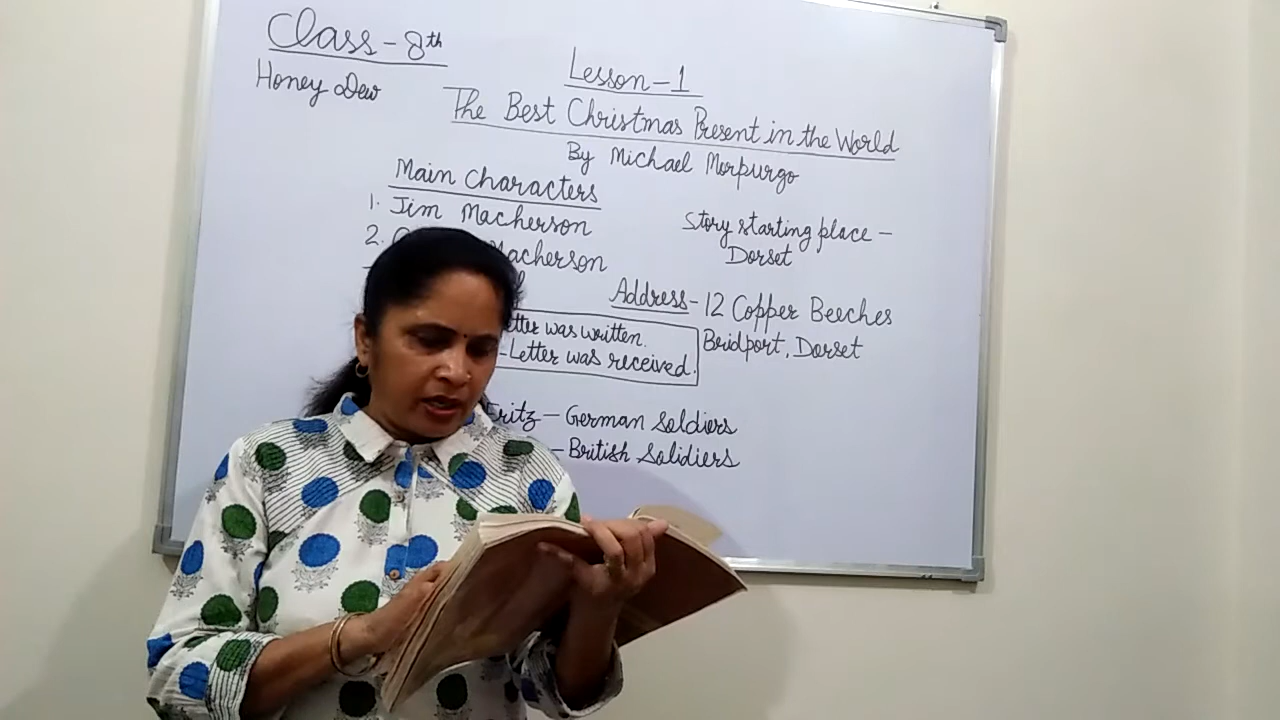 Class - 8th
Honey Dew
Lesson - 1
The Best Christmas Present in the World
By Michael Morpurgo
Main Characters
1. Jim Macherson
2. Macherson
Story starting place -
Dorset
Address - 12 Copper Beeches
Bridport, Dorset
Letter was written.
- Letter was received.
Fritz - German Soldiers
- British Solidiers